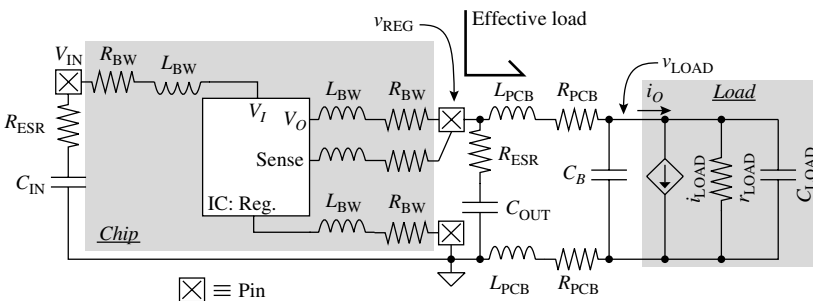 Effective load
v_REG
V_IN
R_BW
L_BW
v_LOAD
L_BW
R_BW
L_PCB
R_PCB
i_O
Load
V_I
V_O
R_ESR
R_ESR
Sense
C_IN
L_BW
R_BW
C_OUT
C_B
i_LOAD
r_LOAD
C_LOAD
IC: Reg.
Chip
L_PCB
R_PCB
≡ Pin